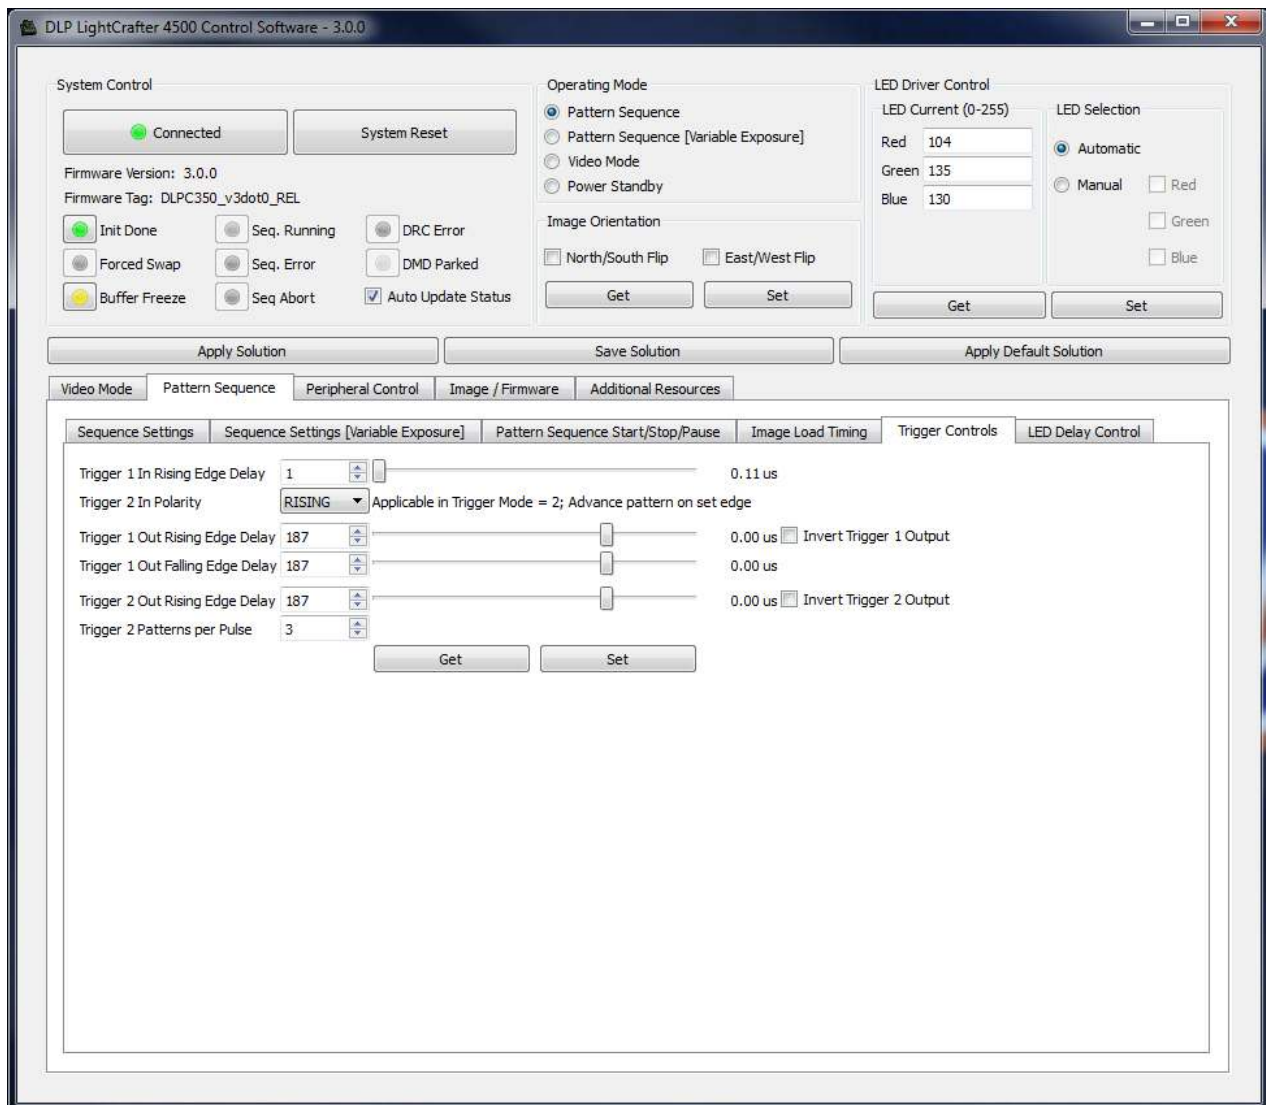 DLP LightCrafter 4500 Control Software - 3.0.0
System Control
Connected
System Reset
Firmware Version: 3.0.0
Firmware Tag: DLPC350_v3dot0_REL
Init Done
Seq. Running
DRC Error
Forced Swap
Seq. Error
DMD Parked
Buffer Freeze
Seq Abort
Auto Update Status
Operating Mode
Pattern Sequence
Pattern Sequence [Variable Exposure]
Video Mode
Power Standby
Image Orientation
North/South Flip
East/West Flip
Get
Set
LED Driver Control
LED Current (0-255)
Red 104
Green 135
Blue 130
LED Selection
Automatic
Manual
Red
Green
Blue
Get
Set
Apply Solution
Save Solution
Apply Default Solution
Video Mode
Pattern Sequence
Peripheral Control
Image / Firmware
Additional Resources
Sequence Settings
Sequence Settings [Variable Exposure]
Pattern Sequence Start/Stop/Pause
Image Load Timing
Trigger Controls
LED Delay Control
Trigger 1 In Rising Edge Delay 1 0.11 us
Trigger 2 In Polarity RISING Applicable in Trigger Mode = 2; Advance pattern on set edge
Trigger 1 Out Rising Edge Delay 187 0.00 us Invert Trigger 1 Output
Trigger 1 Out Falling Edge Delay 187 0.00 us
Trigger 2 Out Rising Edge Delay 187 0.00 us Invert Trigger 2 Output
Trigger 2 Patterns per Pulse 3
Get
Set